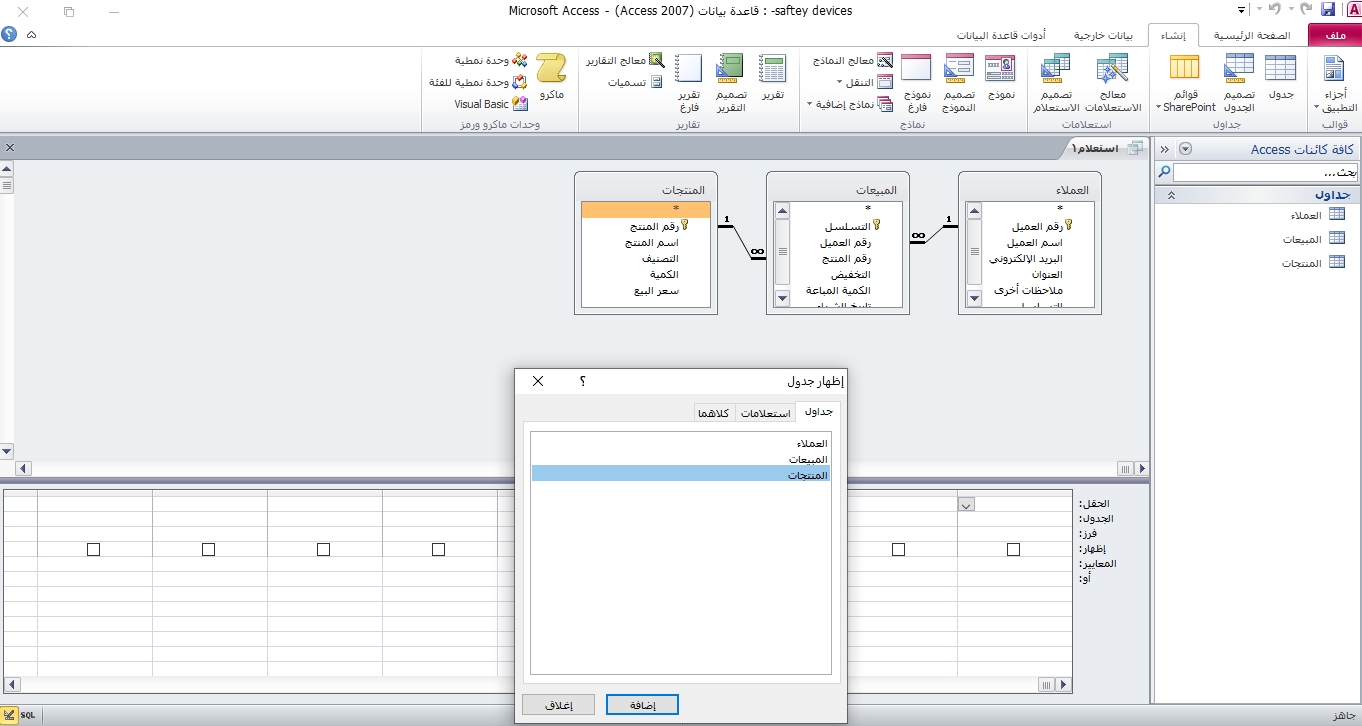 saftey devices- : قاعدة بيانات (Access 2007) - Microsoft Access
ملف الصفحة الرئيسية إنشاء بيانات خارجية أدوات قاعدة البيانات
أجزاء التطبيق
قوالب
جدول
تصميم الجدول
قوائم SharePoint
جدول
معالج الاستعلامات
تصميم الاستعلام
استعلامات
نموذج
تصميم النموذج
نموذج فارغ
معالج النماذج
التنقل
نماذج إضافية
نماذج
تقرير
تصميم التقرير
تقرير فارغ
معالج التقارير
تسميات
تقارير
ماكرو
وحدة نمطية
وحدة نمطية للفئة
Visual Basic
وحدات ماكرو ورمز
كافة كائنات Access
بحث...
جداول
العملاء
المبيعات
المنتجات
استعلام١
العملاء
*
رقم العميل
اسم العميل
البريد الإلكتروني
العنوان
ملاحظات أخرى
1
∞
المبيعات
*
التسلسل
رقم العميل
رقم المنتج
التخفيض
الكمية المباعة
1
∞
المنتجات
*
رقم المنتج
اسم المنتج
التصنيف
الكمية
سعر البيع
إظهار جدول
؟
جداول استعلامات كلاهما
العملاء
المبيعات
المنتجات
إضافة إغلاق
الحقل:
الجدول:
فرز:
إظهار:
المعايير:
أو:
جاهز
SQL